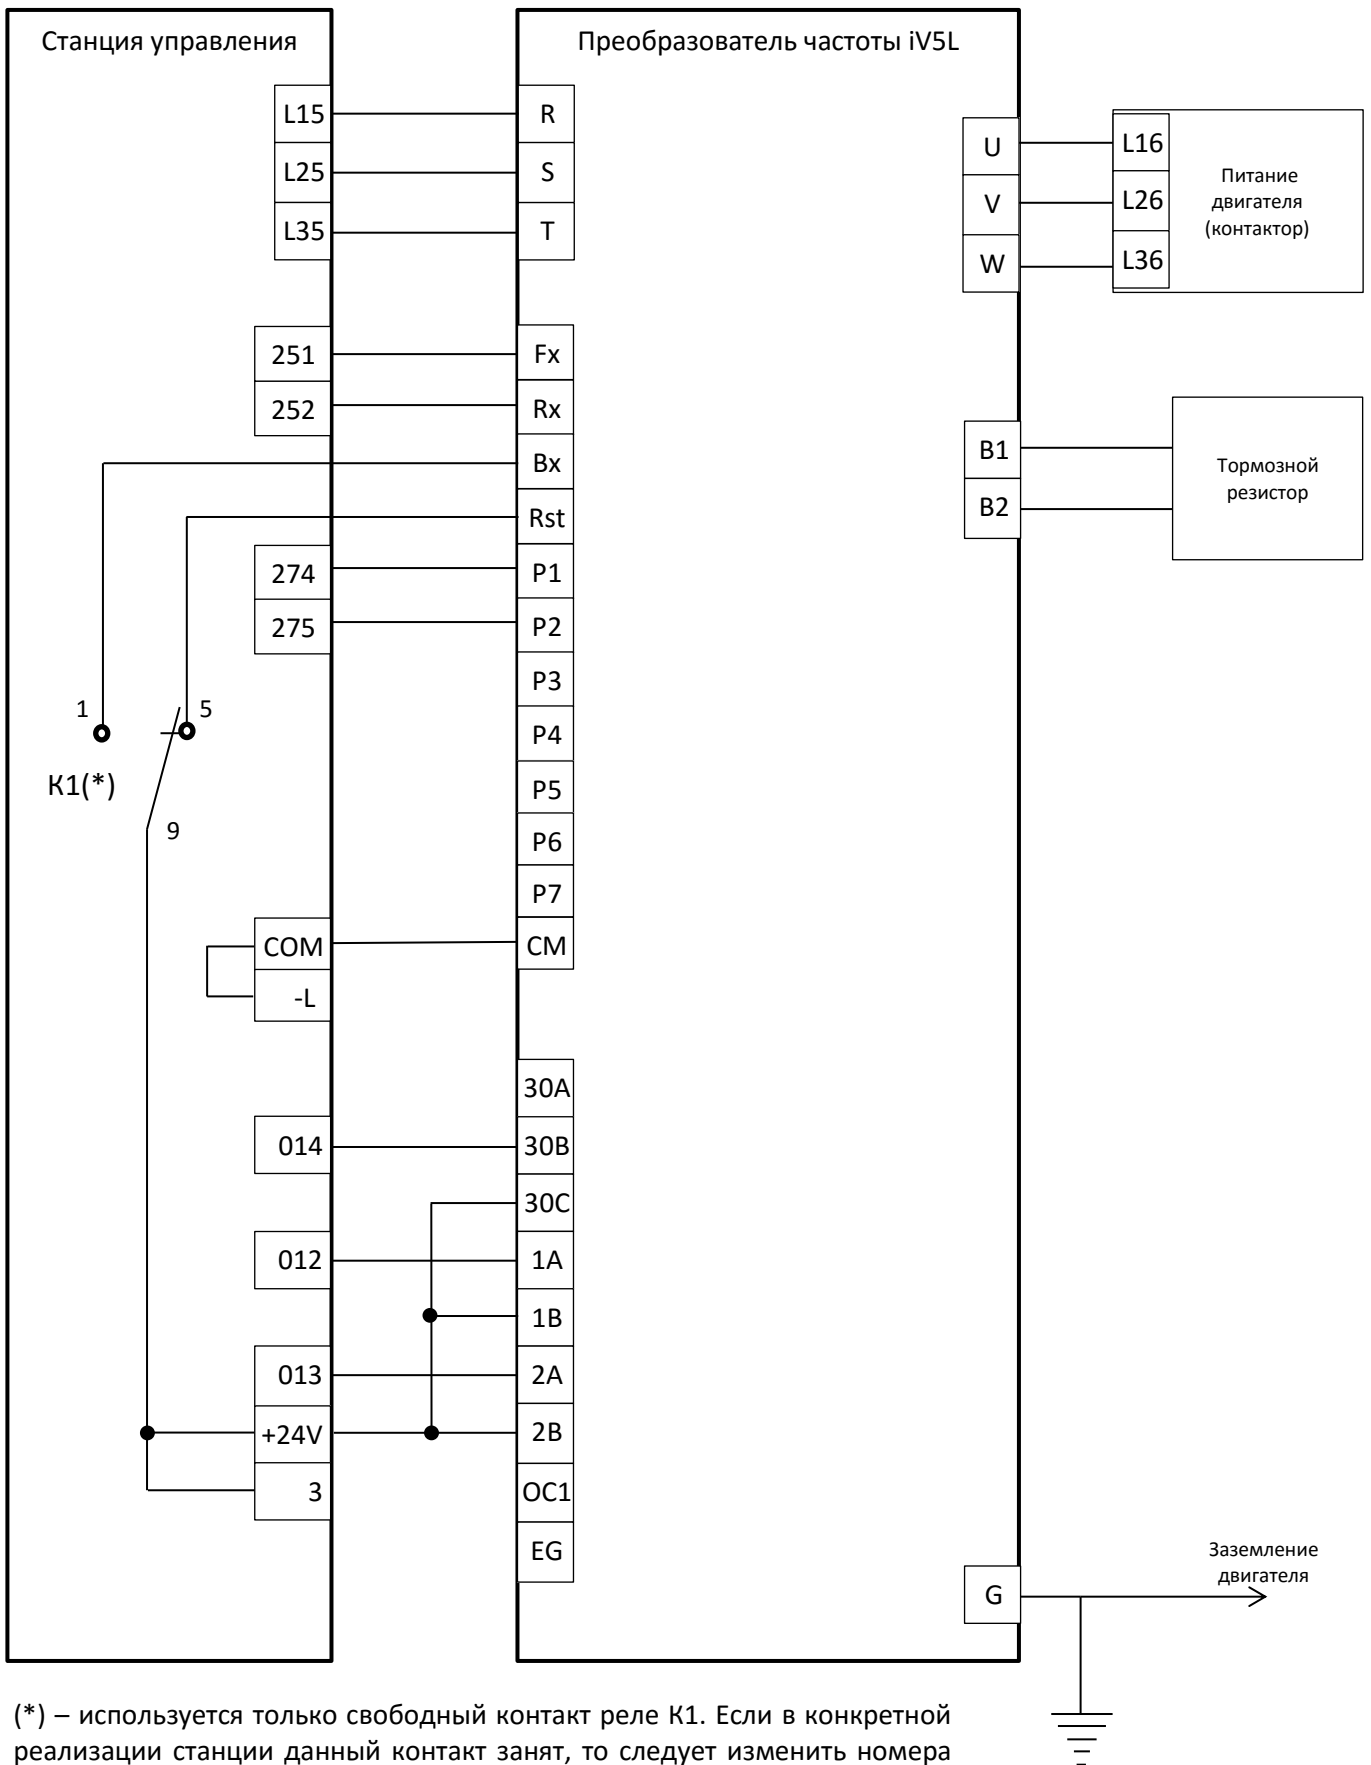 Станция управления
Преобразователь частоты iV5L
L15
R
L25
S
L35
T
U
L16
V
L26
W
L36
Питание
двигателя
(контактор)
251
Fx
252
Rx
Bx
Rst
274
P1
275
P2
P3
P4
P5
P6
P7
B1
B2
Тормозной
резистор
1
5
К1(*)
9
COM
CM
-L
30A
014
30B
30C
012
1A
1B
013
2A
+24V
2B
3
OC1
EG
G
Заземление
двигателя
(*) – используется только свободный контакт реле К1. Если в конкретной
реализации станции данный контакт занят, то следует изменить номера